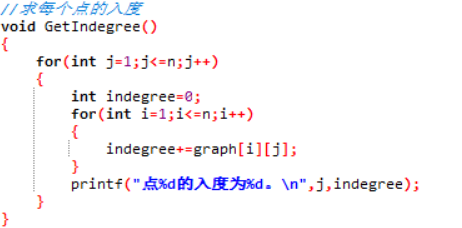 //求每个点的入度
void GetIndegree()
{
    for(int j=1;j<=n;j++)
    {
        int indegree=0;
        for(int i=1;i<=n;i++)
        {
            indegree+=graph[i][j];
        }
        printf("点%d的入度为%d。\n",j,indegree);
    }
}